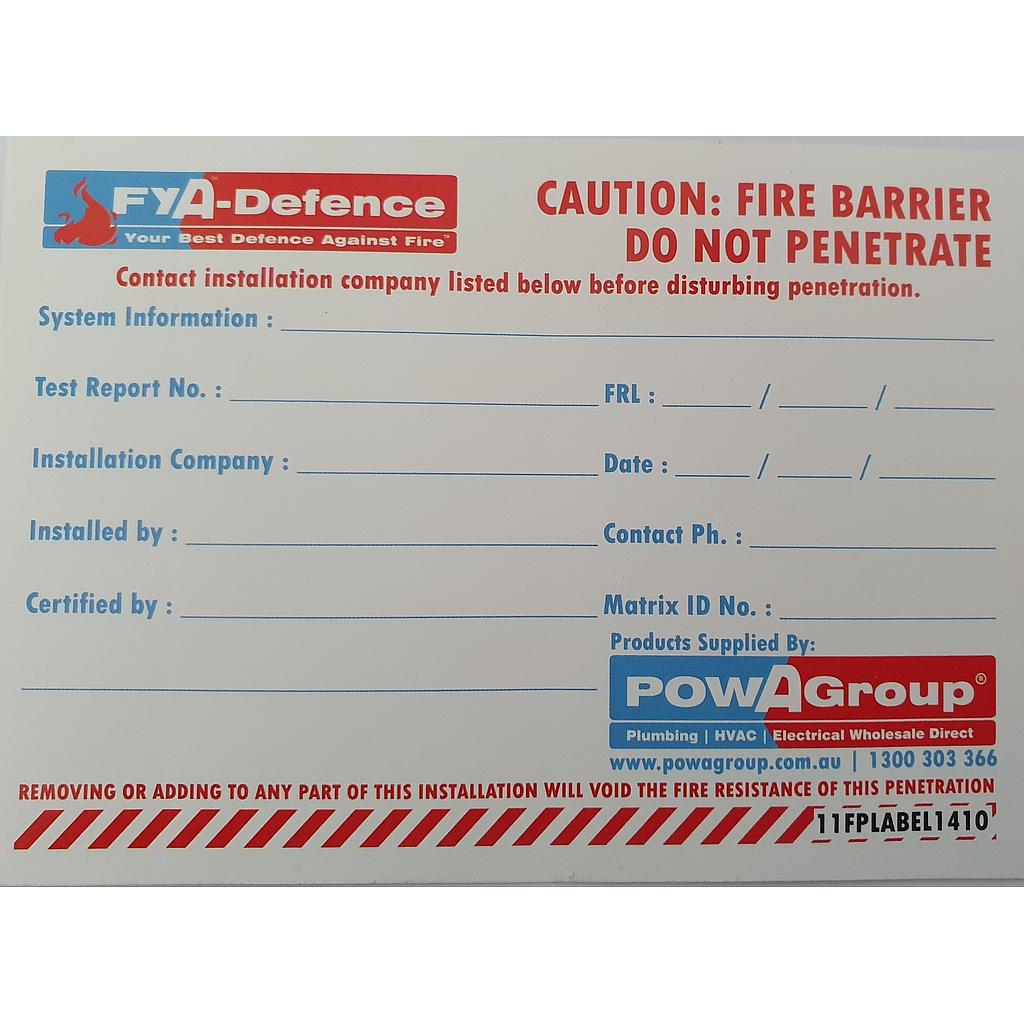 FYA-Defence™
Your Best Defence Against Fire™
CAUTION: FIRE BARRIER
DO NOT PENETRATE
Contact installation company listed below before disturbing penetration.
System Information :
Test Report No. : FRL : / /
Installation Company : Date : / /
Installed by : Contact Ph. :
Certified by : Matrix ID No. :
Products Supplied By:
POWAGroup®
Plumbing | HVAC | Electrical Wholesale Direct
www.powagroup.com.au | 1300 303 366
REMOVING OR ADDING TO ANY PART OF THIS INSTALLATION WILL VOID THE FIRE RESISTANCE OF THIS PENETRATION
11FPLABEL1410